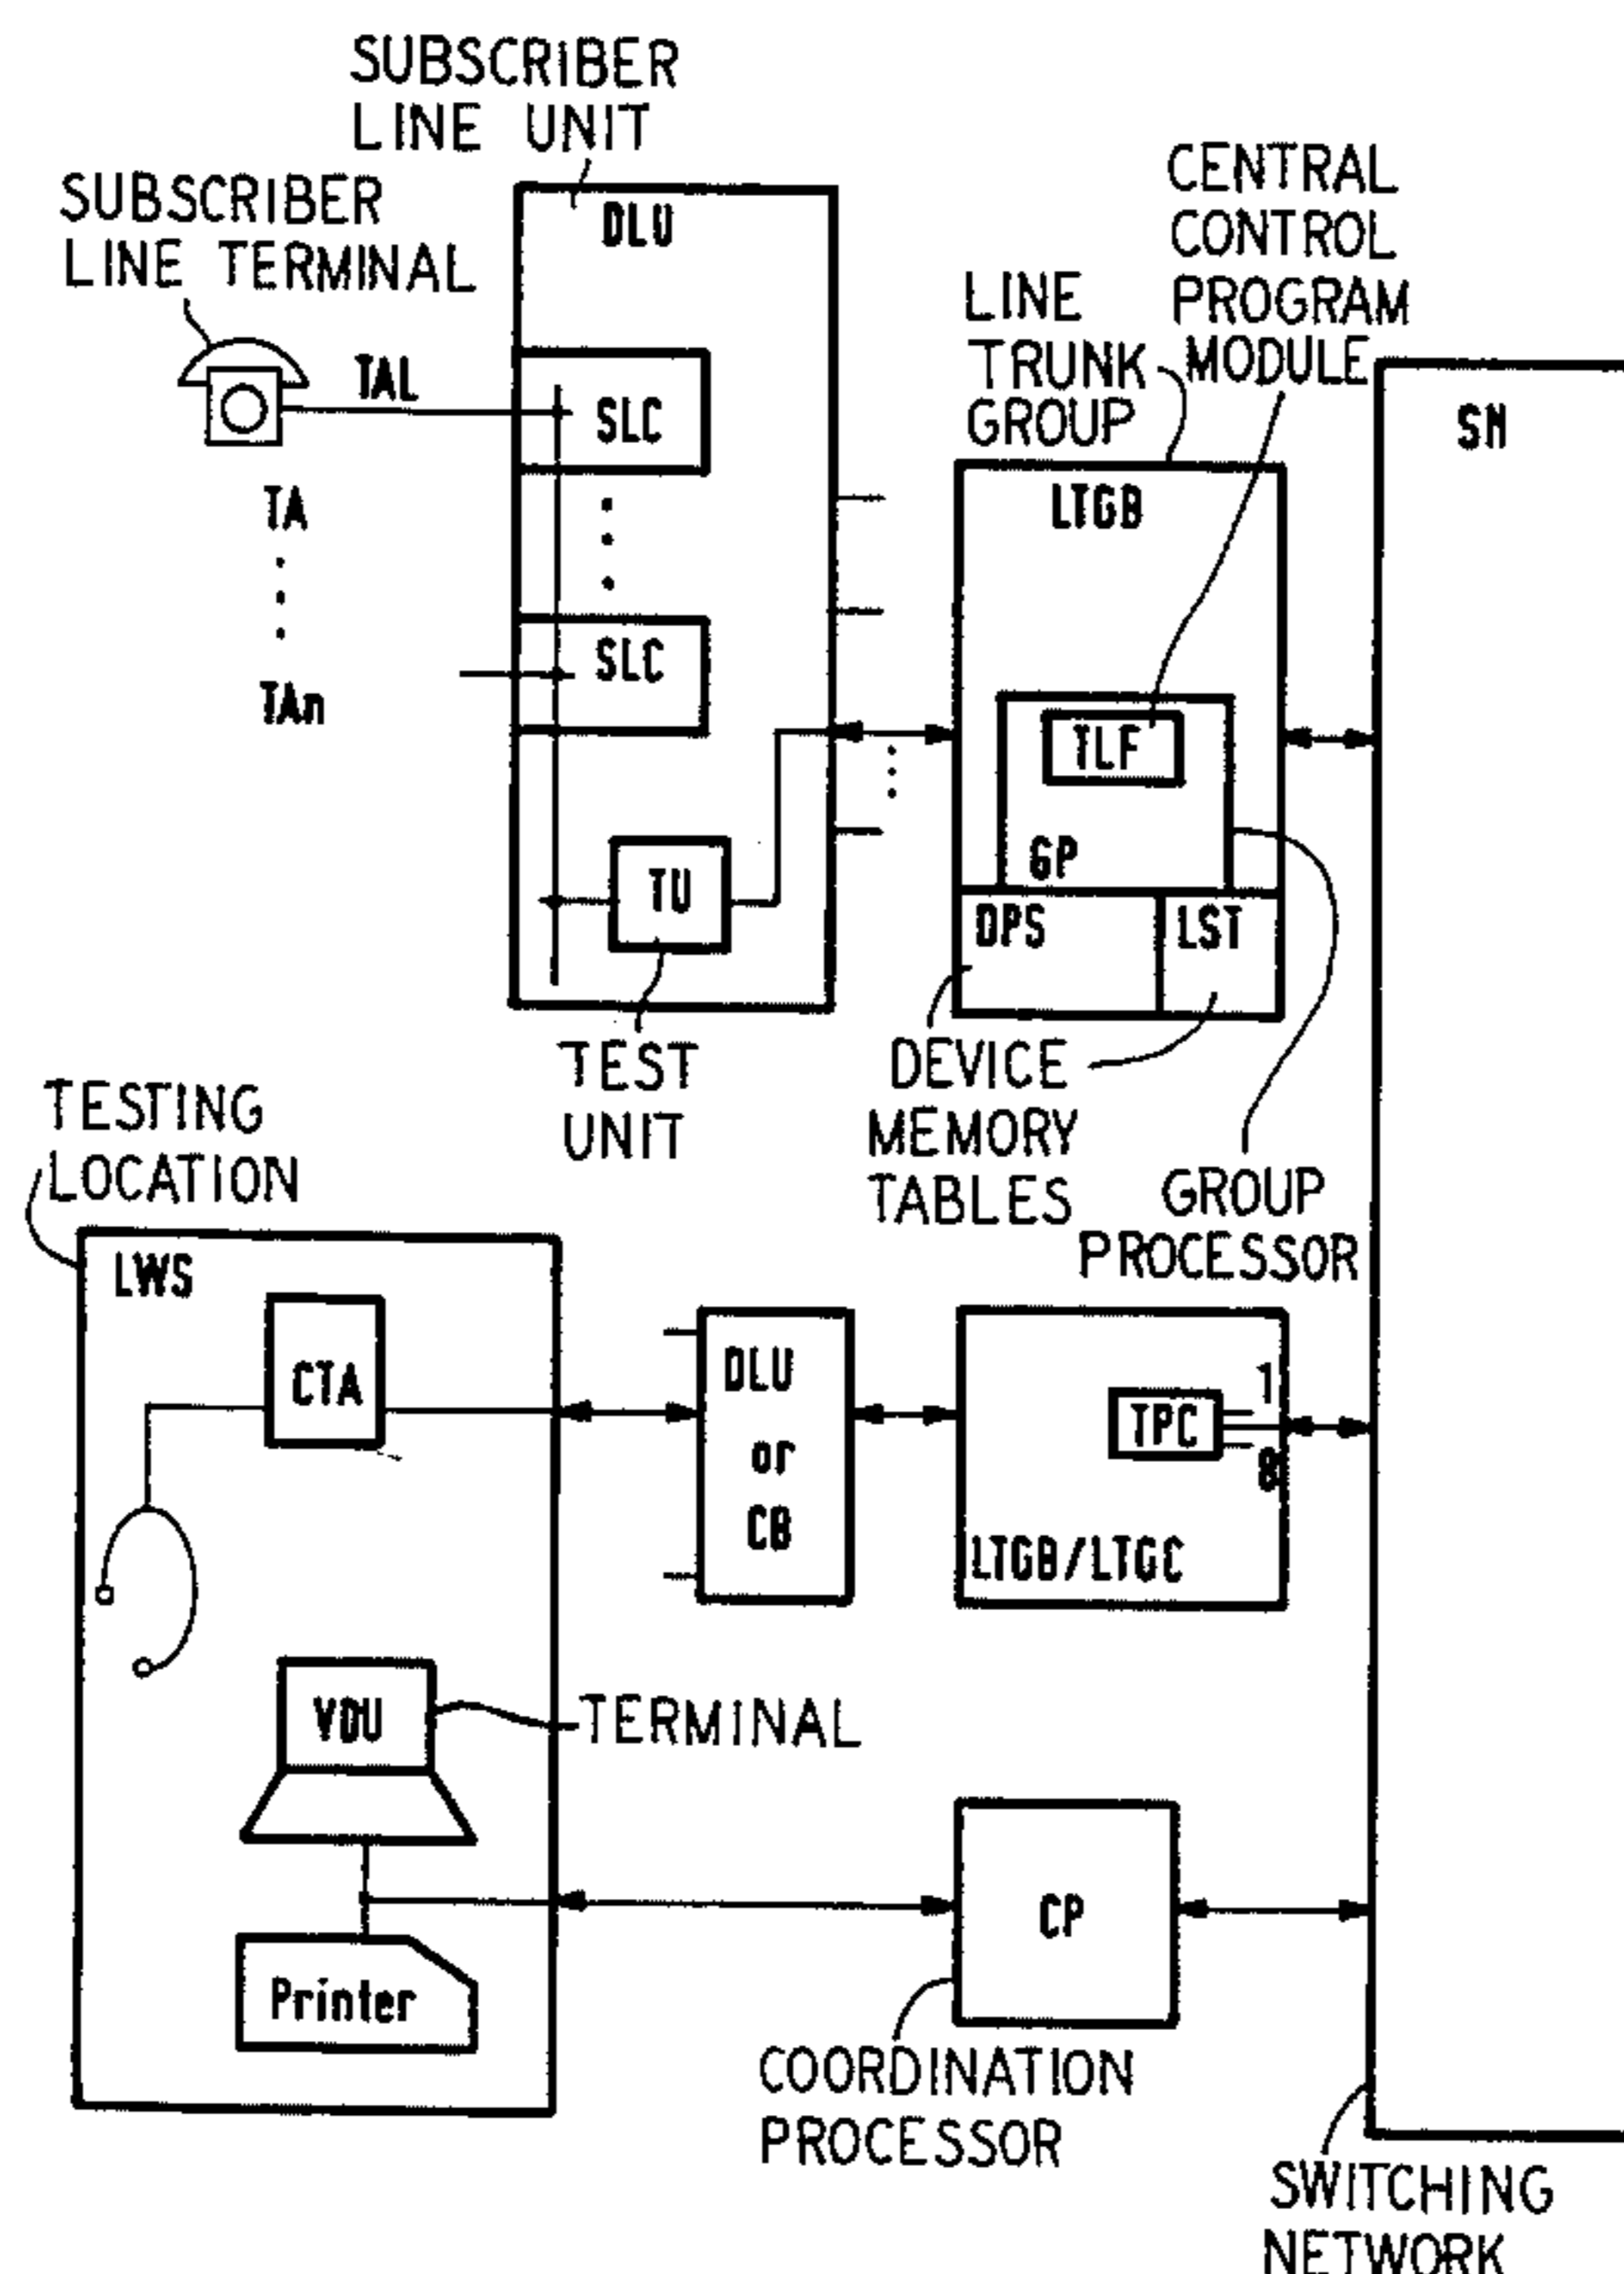 SUBSCRIBER
LINE UNIT
SUBSCRIBER
LINE TERMINAL
CENTRAL
CONTROL
PROGRAM
MODULE
LINE
TRUNK
GROUP
DLU
TAL
SLC
SN
TA
LTGB
SLC
TAn
TLF
GP
TU
DPS
LST
TEST
UNIT
DEVICE
MEMORY
TABLES
GROUP
PROCESSOR
TESTING
LOCATION
LWS
CTA
DLU
or
CB
1
TPC
8
LTGB/LTGC
VDU
TERMINAL
CP
Printer
COORDINATION
PROCESSOR
SWITCHING
NETWORK